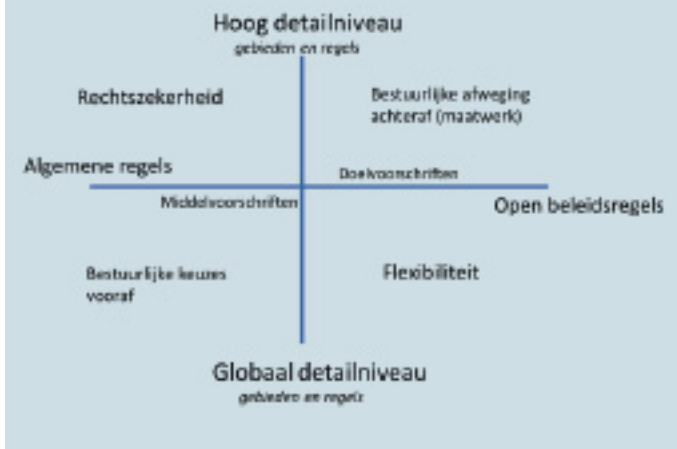 Hoog detailniveau
gebieden en regels
Rechtszekerheid
Bestuurlijke afweging
achteraf (maatwerk)
Algemene regels
Doelvoorschriften
Middelvoorschriften
Open beleidsregels
Bestuurlijke keuzes
vooraf
Flexibiliteit
Globaal detailniveau
gebieden en regels